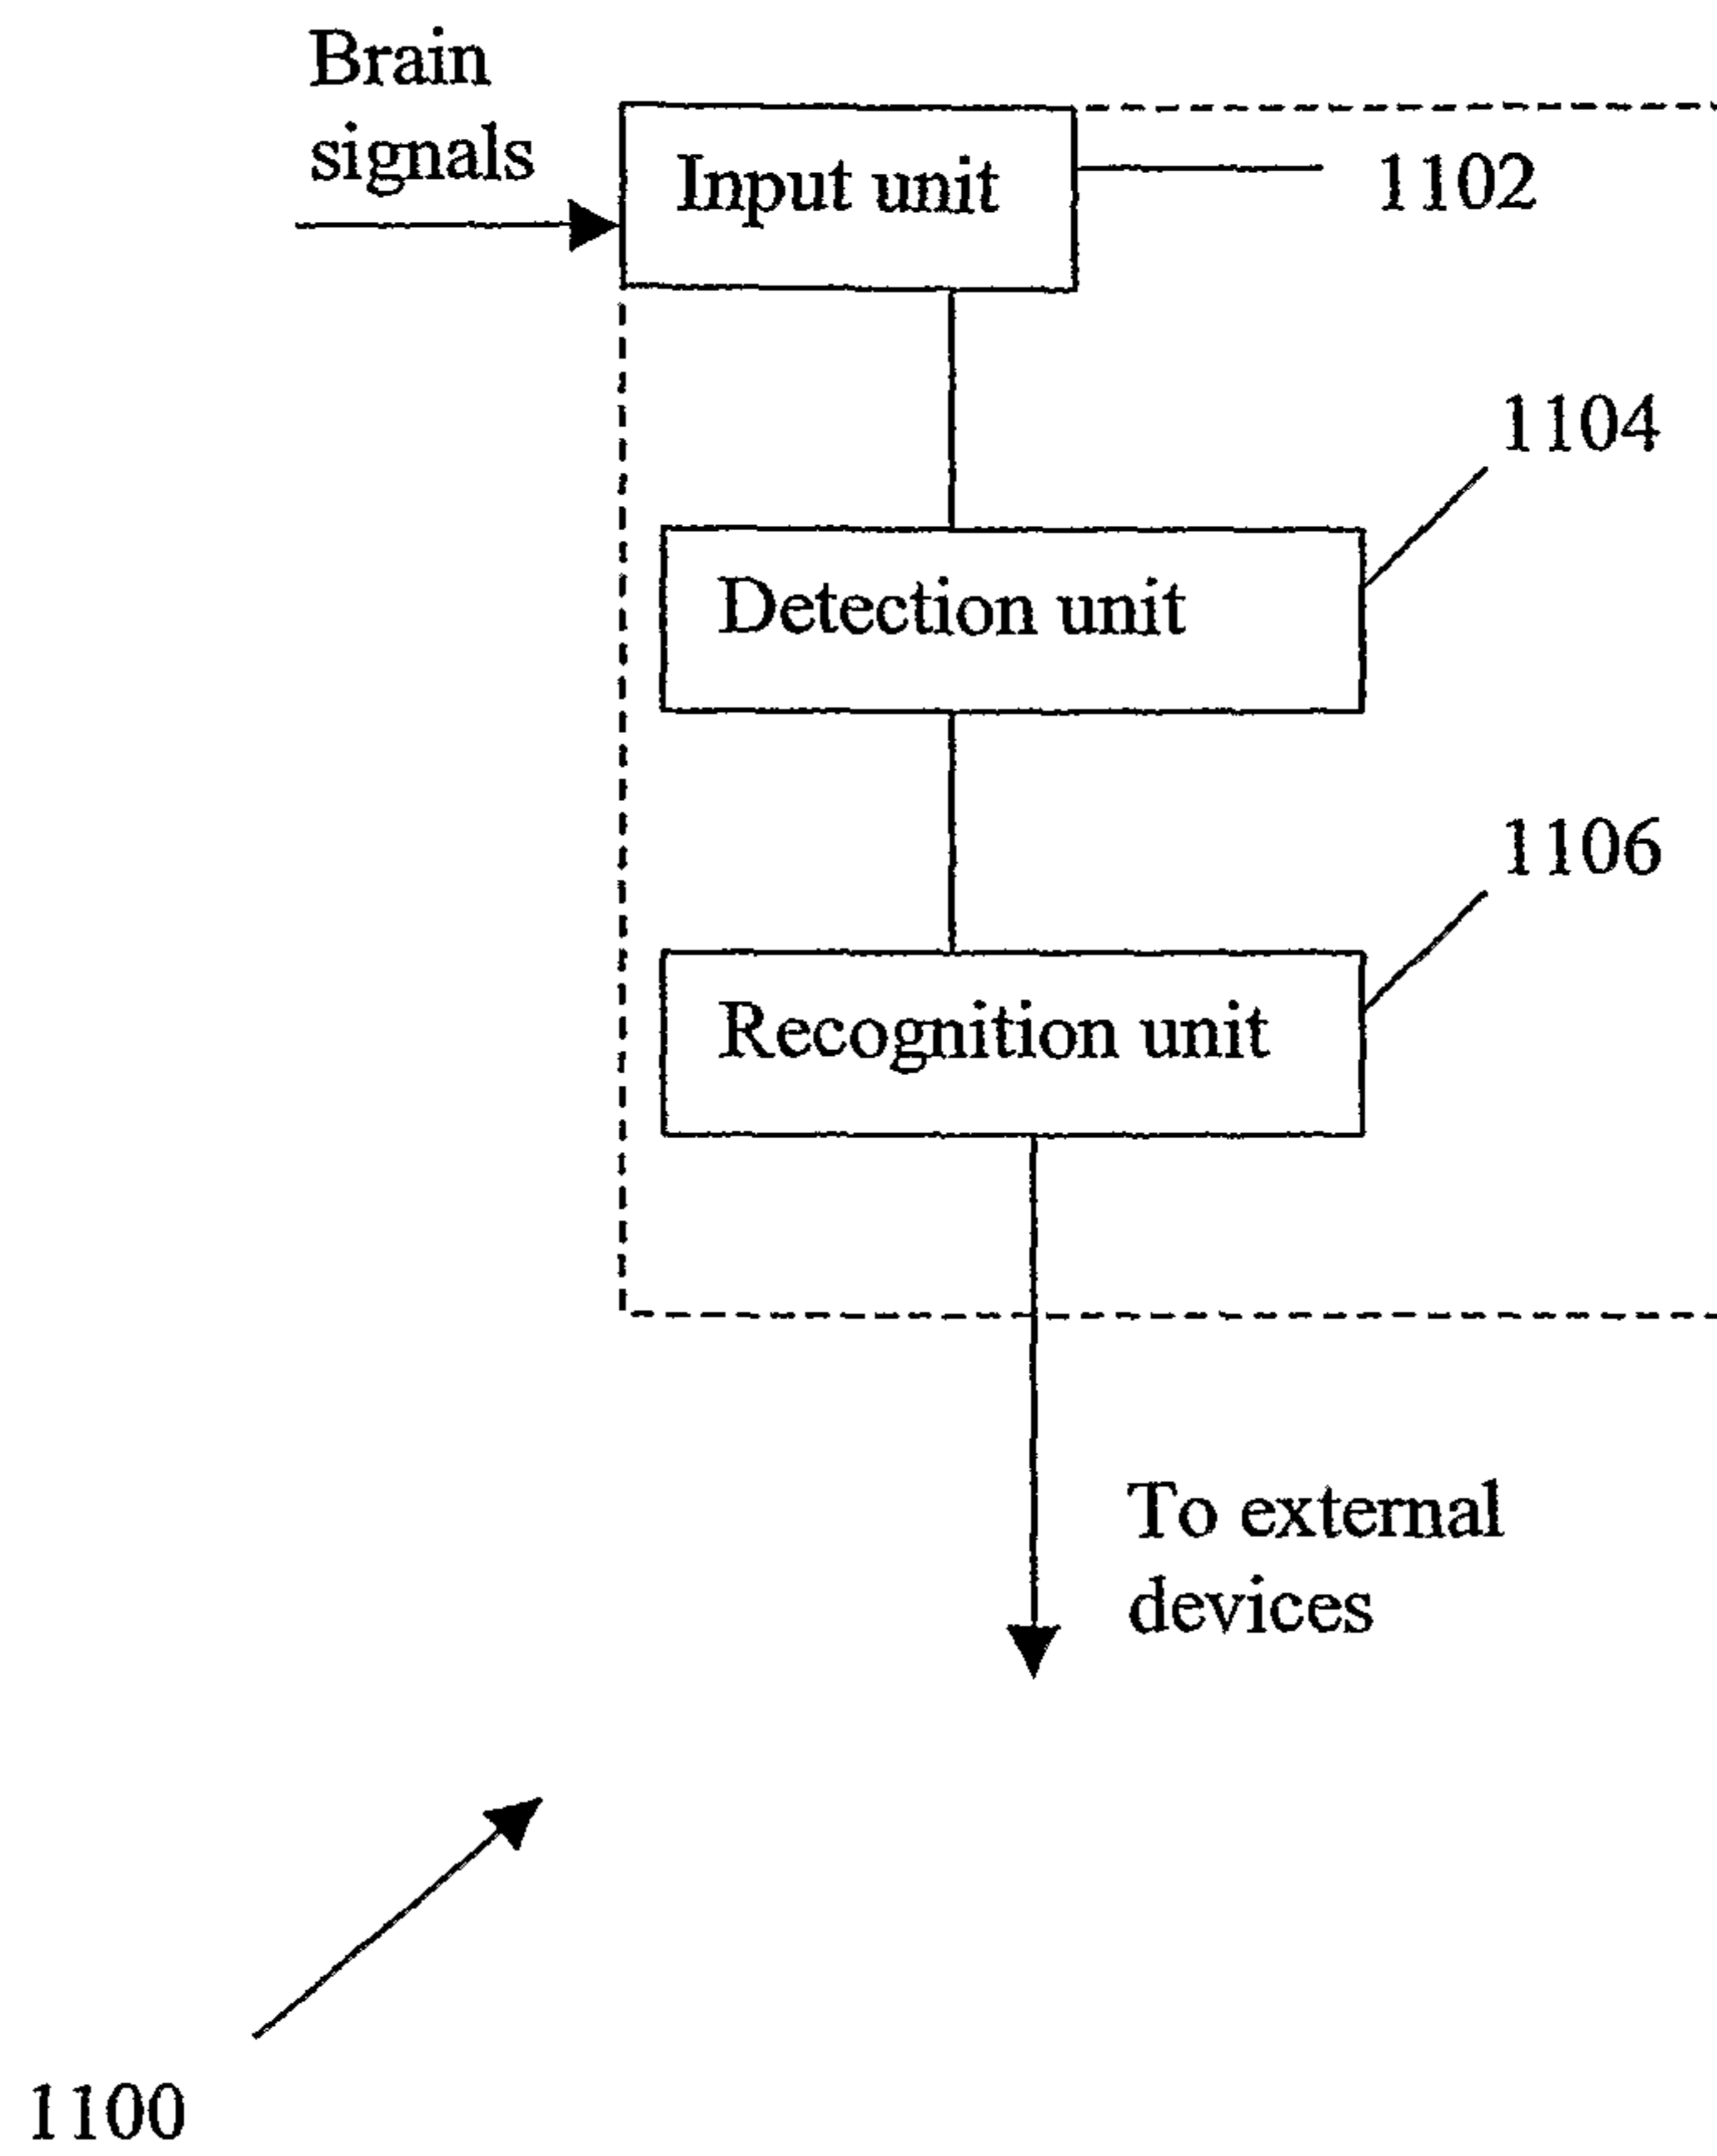 Brain
signals
Input unit
1102
1104
Detection unit
1106
Recognition unit
To external
devices
1100